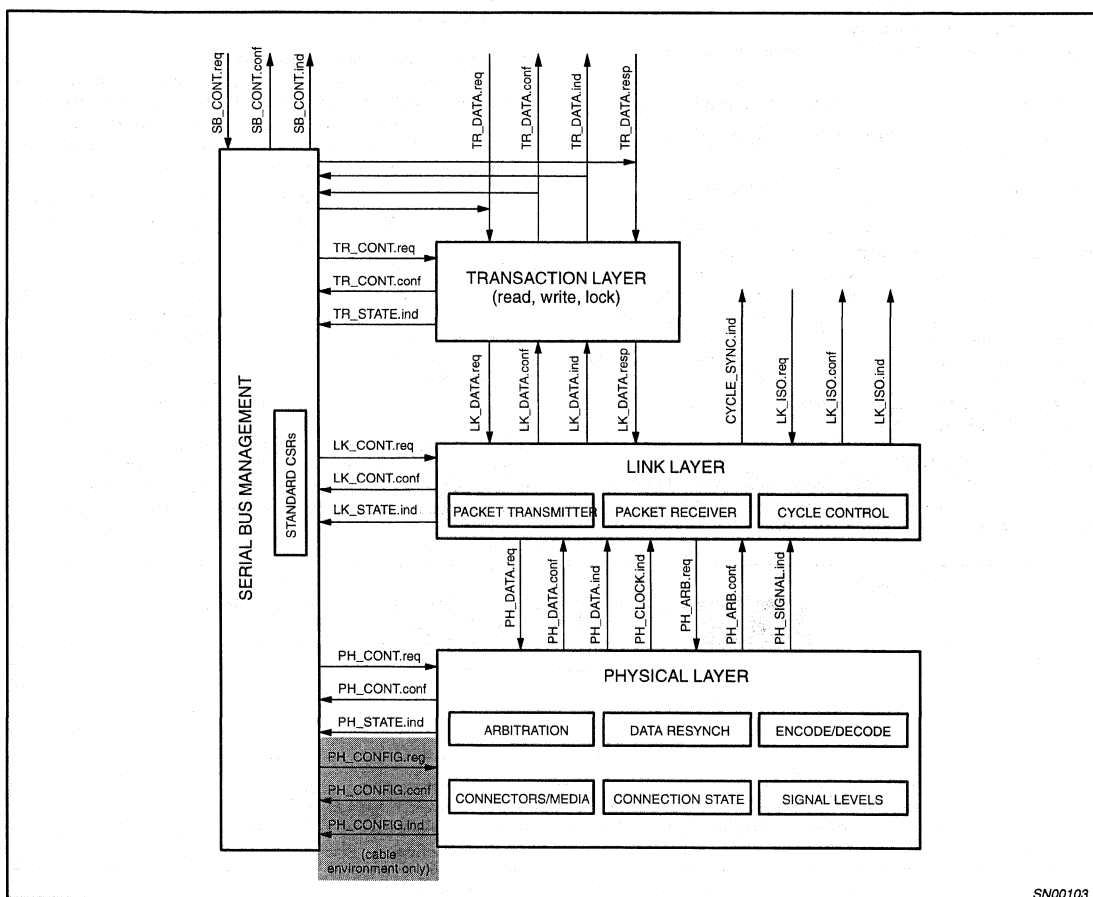 SB_CONT.req
SB_CONT.conf
SB_CONT.ind
TR_DATA.req
TR_DATA.conf
TR_DATA.ind
TR_DATA.resp
TR_CONT.req
TR_CONT.conf
TR_STATE.ind
TRANSACTION LAYER
(read, write, lock)
CYCLE_SYNC.ind
LK_ISO.req
LK_ISO.conf
LK_ISO.ind
LK_DATA.req
LK_DATA.conf
LK_DATA.ind
LK_DATA.resp
SERIAL BUS MANAGEMENT
STANDARD CSRs
LK_CONT.req
LK_CONT.conf
LK_STATE.ind
LINK LAYER
PACKET TRANSMITTER
PACKET RECEIVER
CYCLE CONTROL
PH_DATA.req
PH_DATA.conf
PH_DATA.ind
PH_CLOCK.ind
PH_ARB.req
PH_ARB.conf
PH_SIGNAL.ind
PH_CONT.req
PH_CONT.conf
PH_STATE.ind
PH_CONFIG.req
PH_CONFIG.conf
PH_CONFIG.ind
(cable
environment only)
PHYSICAL LAYER
ARBITRATION
DATA RESYNCH
ENCODE/DECODE
CONNECTORS/MEDIA
CONNECTION STATE
SIGNAL LEVELS
SN00103